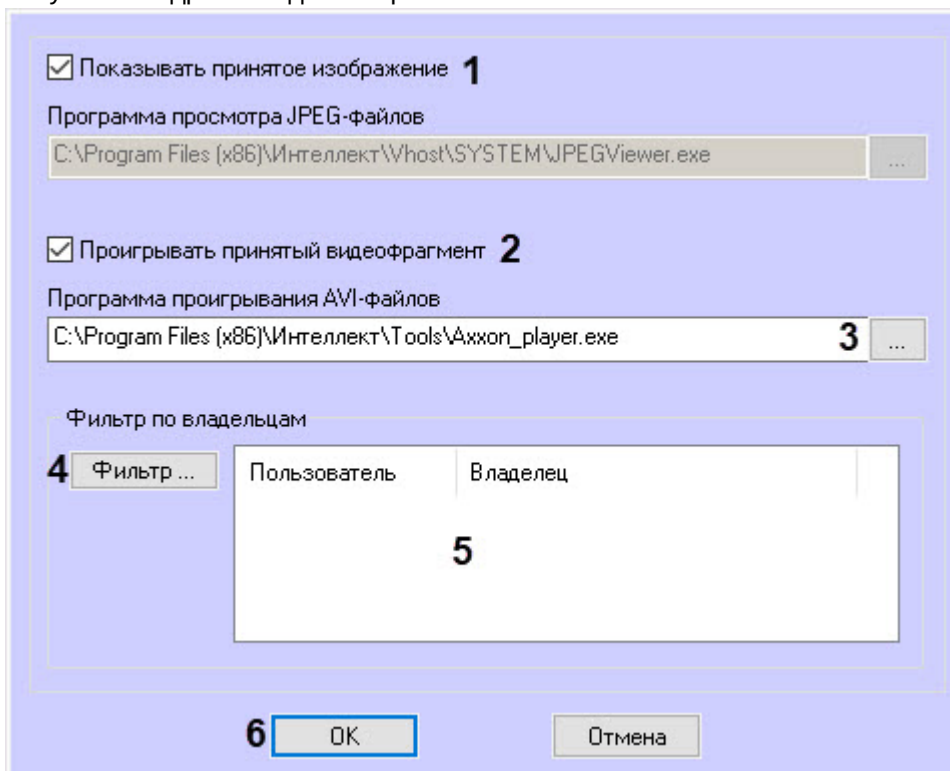 Показывать принятое изображение 1
Программа просмотра JPEG-файлов
C:\Program Files (x86)\Интеллект\Vhost\SYSTEM\JPEGViewer.exe ...
Проигрывать принятый видеофрагмент 2
Программа проигрывания AVI-файлов
C:\Program Files (x86)\Интеллект\Tools\Axxon_player.exe 3 ...
Фильтр по владельцам
4 Фильтр ... Пользователь Владелец
5
6 OK Отмена